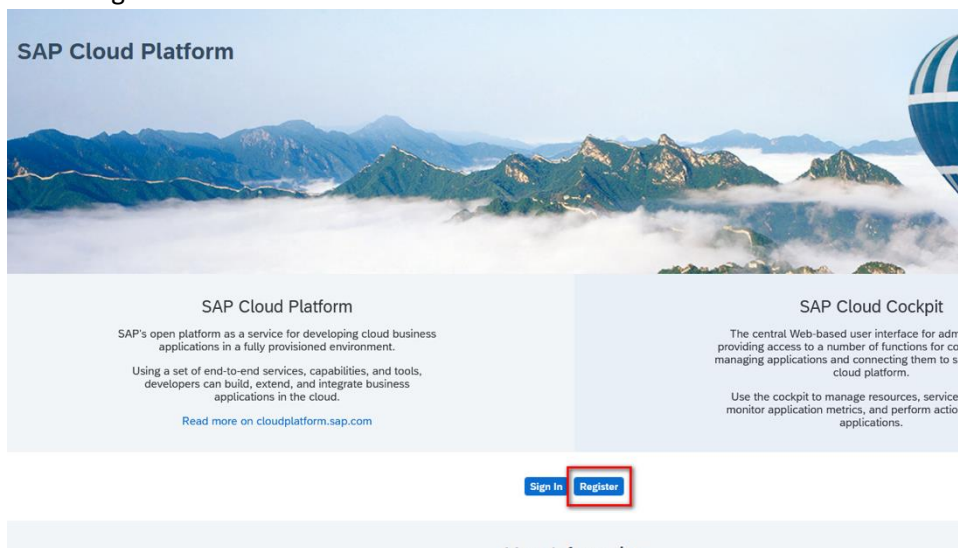 SAP Cloud Platform
SAP Cloud Platform
SAP's open platform as a service for developing cloud business
applications in a fully provisioned environment.
Using a set of end-to-end services, capabilities, and tools,
developers can build, extend, and integrate business
applications in the cloud.
Read more on cloudplatform.sap.com
SAP Cloud Cockpit
The central Web-based user interface for
providing access to a number of functions for
managing applications and connecting them to
cloud platform.
Use the cockpit to manage resources,
monitor application metrics, and perform
applications.
Sign In Register